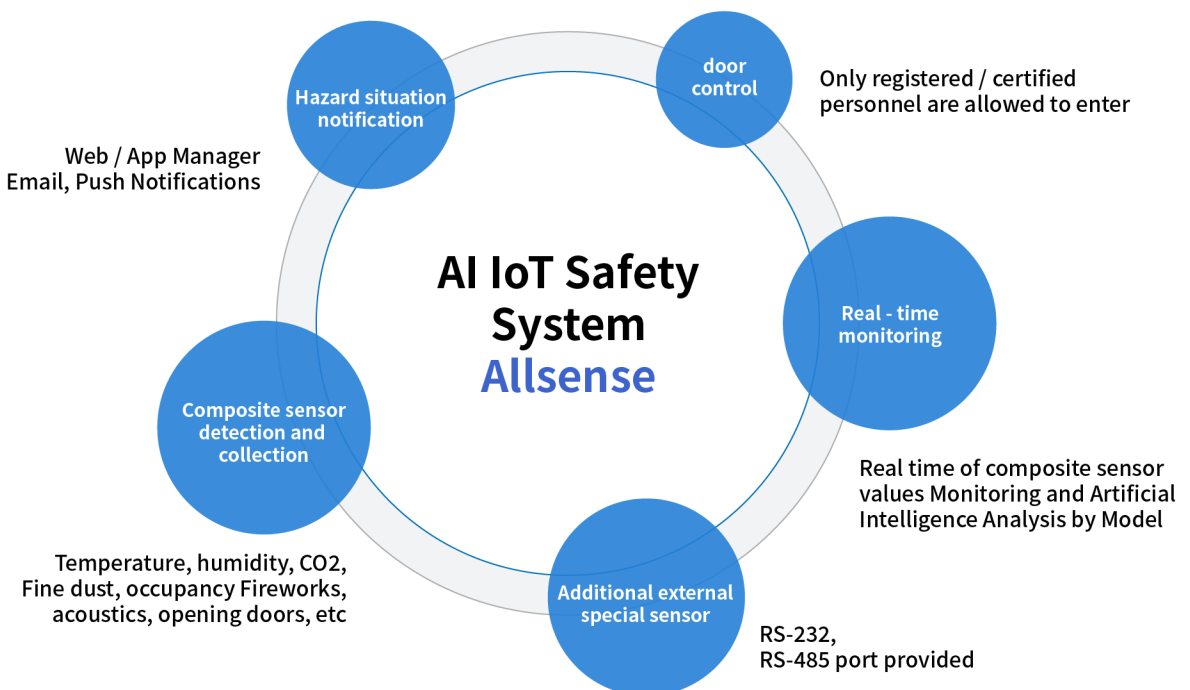 door
control
Only registered / certified
personnel are allowed to enter
Hazard situation
notification
Web / App Manager
Email, Push Notifications
AI IoT Safety
System
Allsense
Real - time
monitoring
Real time of composite sensor
values Monitoring and Artificial
Intelligence Analysis by Model
Composite sensor
detection and
collection
Temperature, humidity, CO2,
Fine dust, occupancy Fireworks,
acoustics, opening doors, etc
Additional external
special sensor
RS-232,
RS-485 port provided